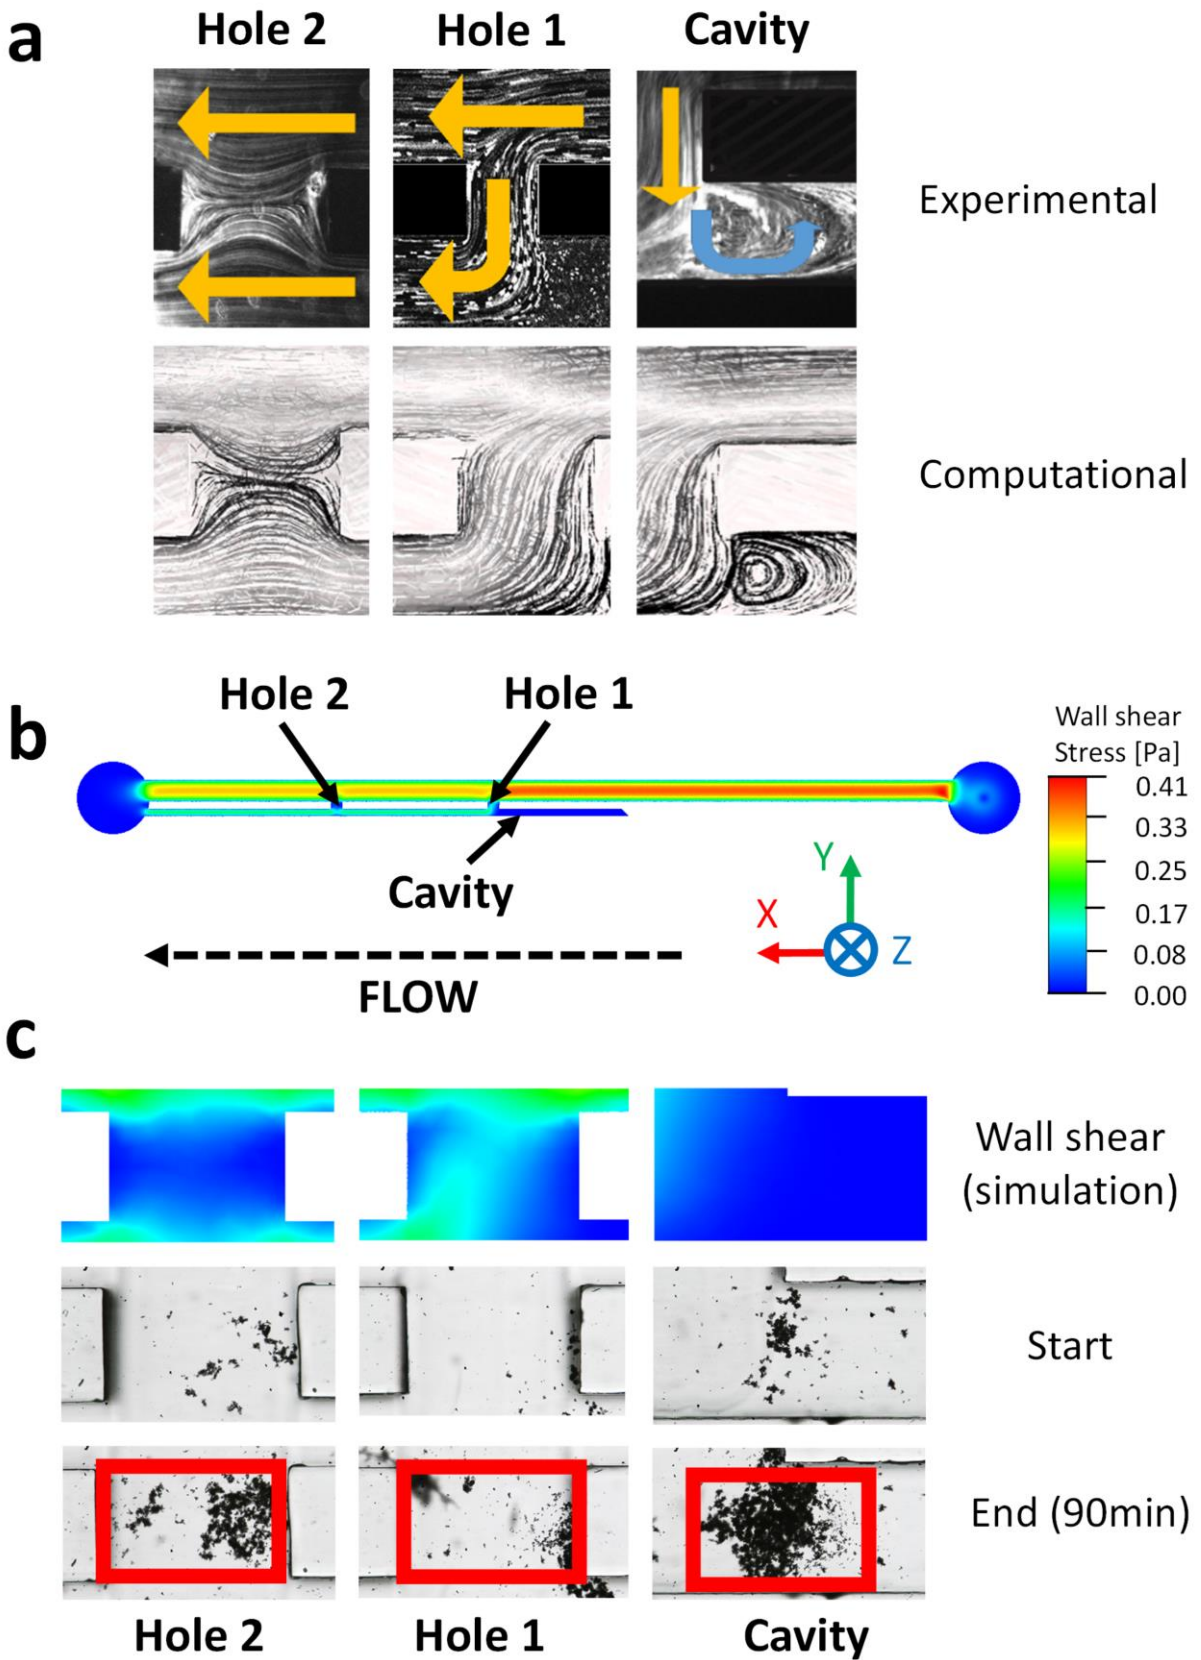 a
Hole 2
Hole 1
Cavity
Experimental
Computational
b
Hole 2
Hole 1
Cavity
Wall shear
Stress [Pa]
0.41
0.33
0.25
0.17
0.08
0.00
Y
X
Z
FLOW
c
Wall shear
(simulation)
Start
End (90min)
Hole 2
Hole 1
Cavity